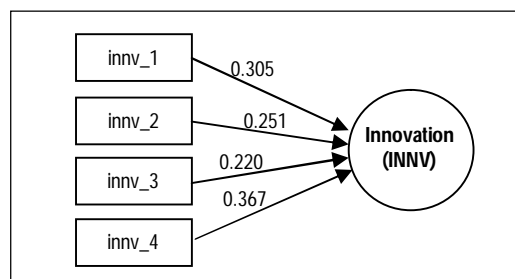 innv_1
0.305
innv_2
0.251
Innovation
(INNV)
innv_3
0.220
0.367
innv_4